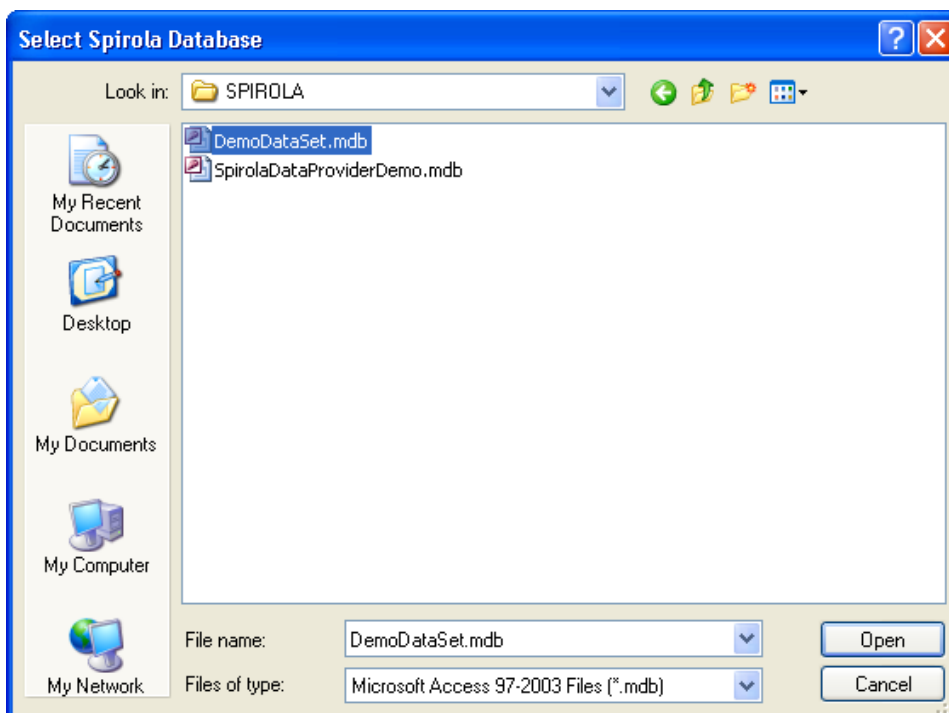 Select Spirola Database
Look in: SPIROLA
DemoDataSet.mdb
SpirolaDataProviderDemo.mdb
My Recent
Documents
Desktop
My Documents
My Computer
My Network
File name: DemoDataSet.mdb Open
Files of type: Microsoft Access 97-2003 Files (*.mdb) Cancel